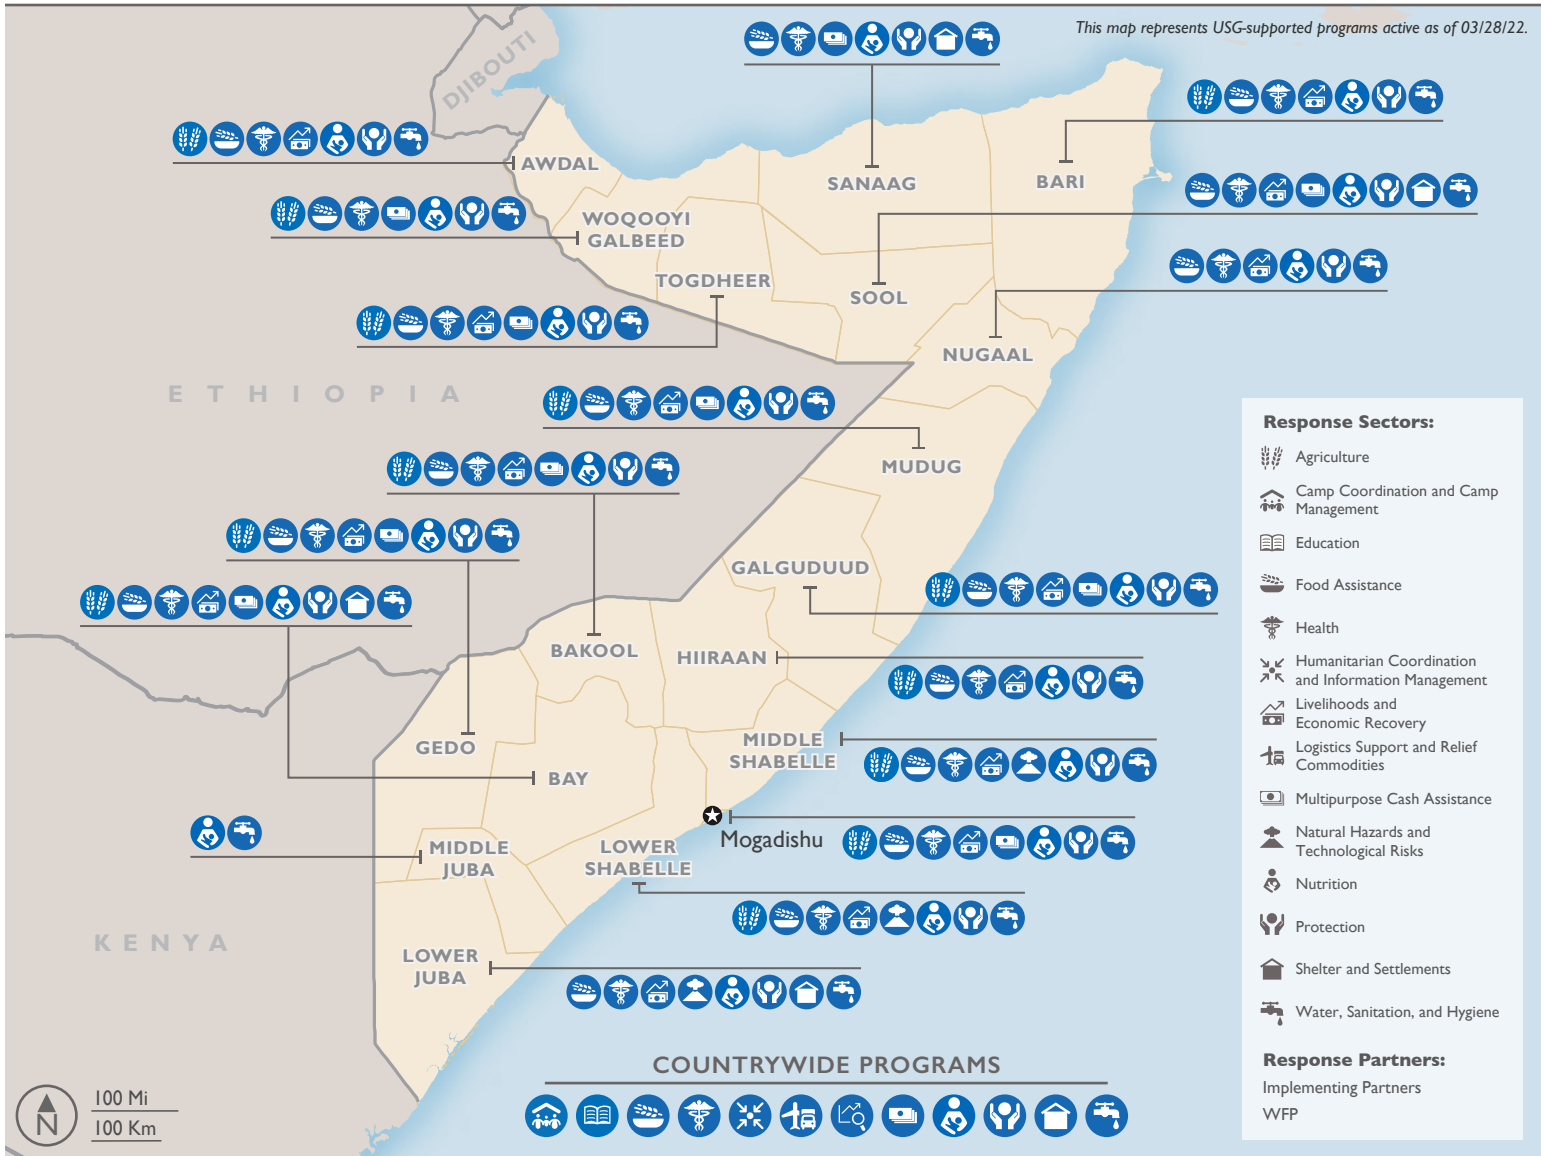 This map represents USG-supported programs active as of 03/28/22.
DJIBOUTI
AWDAL
SANAAG
BARI
WOQOOYI
GALBEED
TOGDHEER
SOOL
NUGAAL
ETHIOPIA
MUDUG
GALGUDUUD
BAKOOL
HIIRAAN
GEDO
MIDDLE
SHABELLE
BAY
Mogadishu
MIDDLE
JUBA
LOWER
SHABELLE
KENYA
LOWER
JUBA
Response Sectors:
Agriculture
Camp Coordination and Camp
Management
Education
Food Assistance
Health
Humanitarian Coordination
and Information Management
Livelihoods and
Economic Recovery
Logistics Support and Relief
Commodities
Multipurpose Cash Assistance
Natural Hazards and
Technological Risks
Nutrition
Protection
Shelter and Settlements
Water, Sanitation, and Hygiene
Response Partners:
Implementing Partners
WFP
COUNTRYWIDE PROGRAMS
N
100 Mi
100 Km